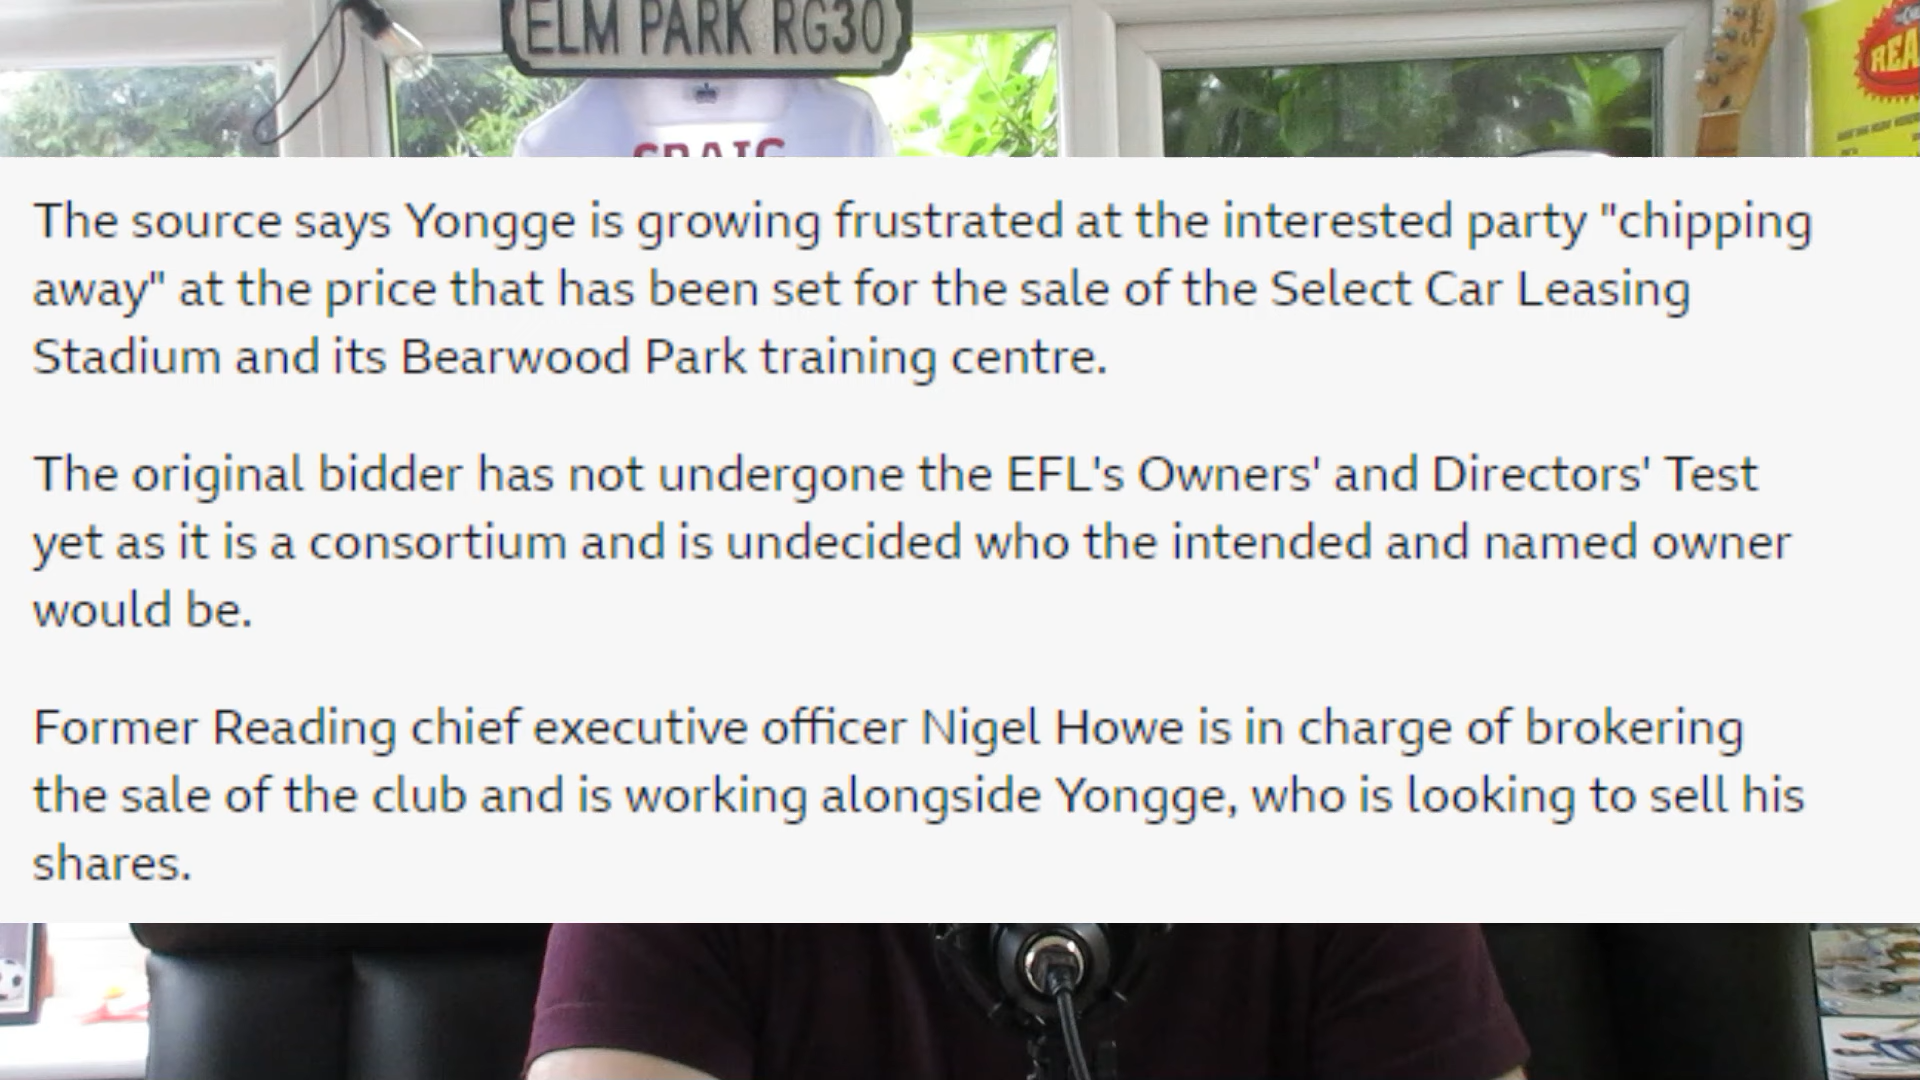 ELM PARK RG30
CRAIG
REA
The source says Yongge is growing frustrated at the interested party "chipping
away" at the price that has been set for the sale of the Select Car Leasing
Stadium and its Bearwood Park training centre.
The original bidder has not undergone the EFL's Owners' and Directors' Test
yet as it is a consortium and is undecided who the intended and named owner
would be.
Former Reading chief executive officer Nigel Howe is in charge of brokering
the sale of the club and is working alongside Yongge, who is looking to sell his
shares.